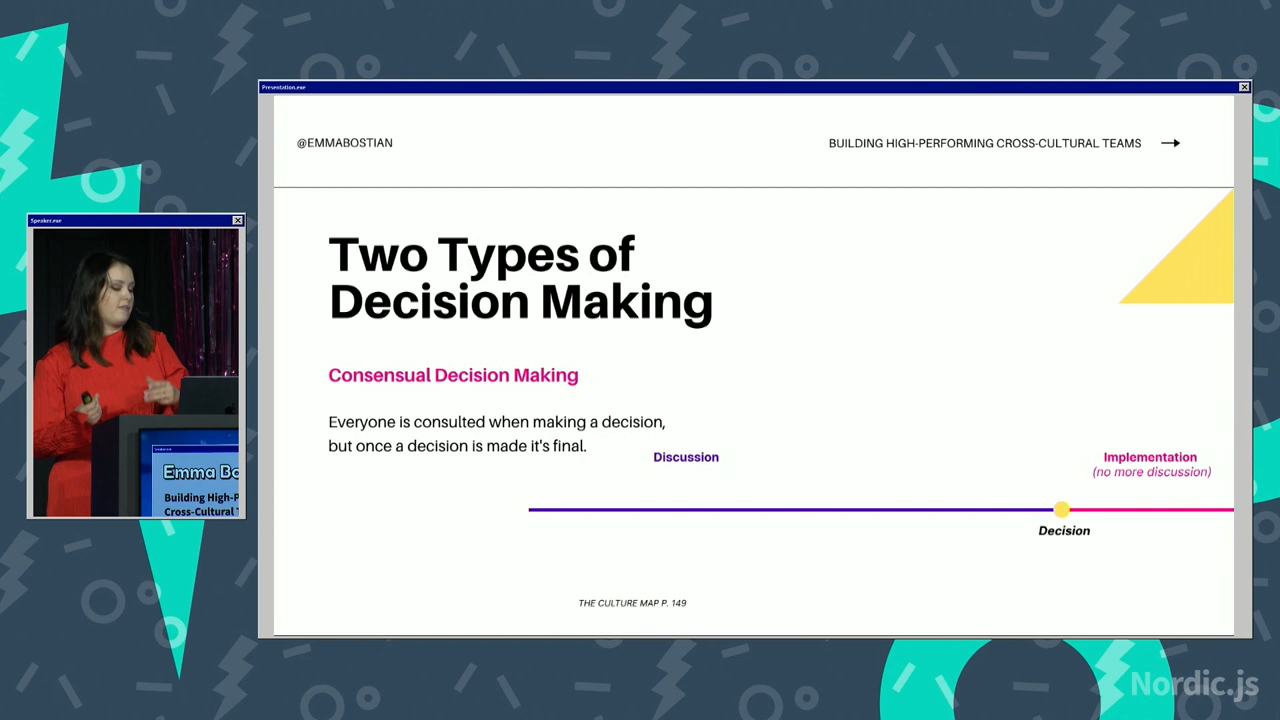 Presentation.exe
@EMMABOSTIAN
BUILDING HIGH-PERFORMING CROSS-CULTURAL TEAMS
Two Types of
Decision Making
Consensual Decision Making
Everyone is consulted when making a decision,
but once a decision is made it's final.
Discussion
Implementation
(no more discussion)
Decision
THE CULTURE MAP P. 149
Speaker.exe
Speaker.exe
Emma Bo
Building High-P
Cross-Cultural T
Nordic.js